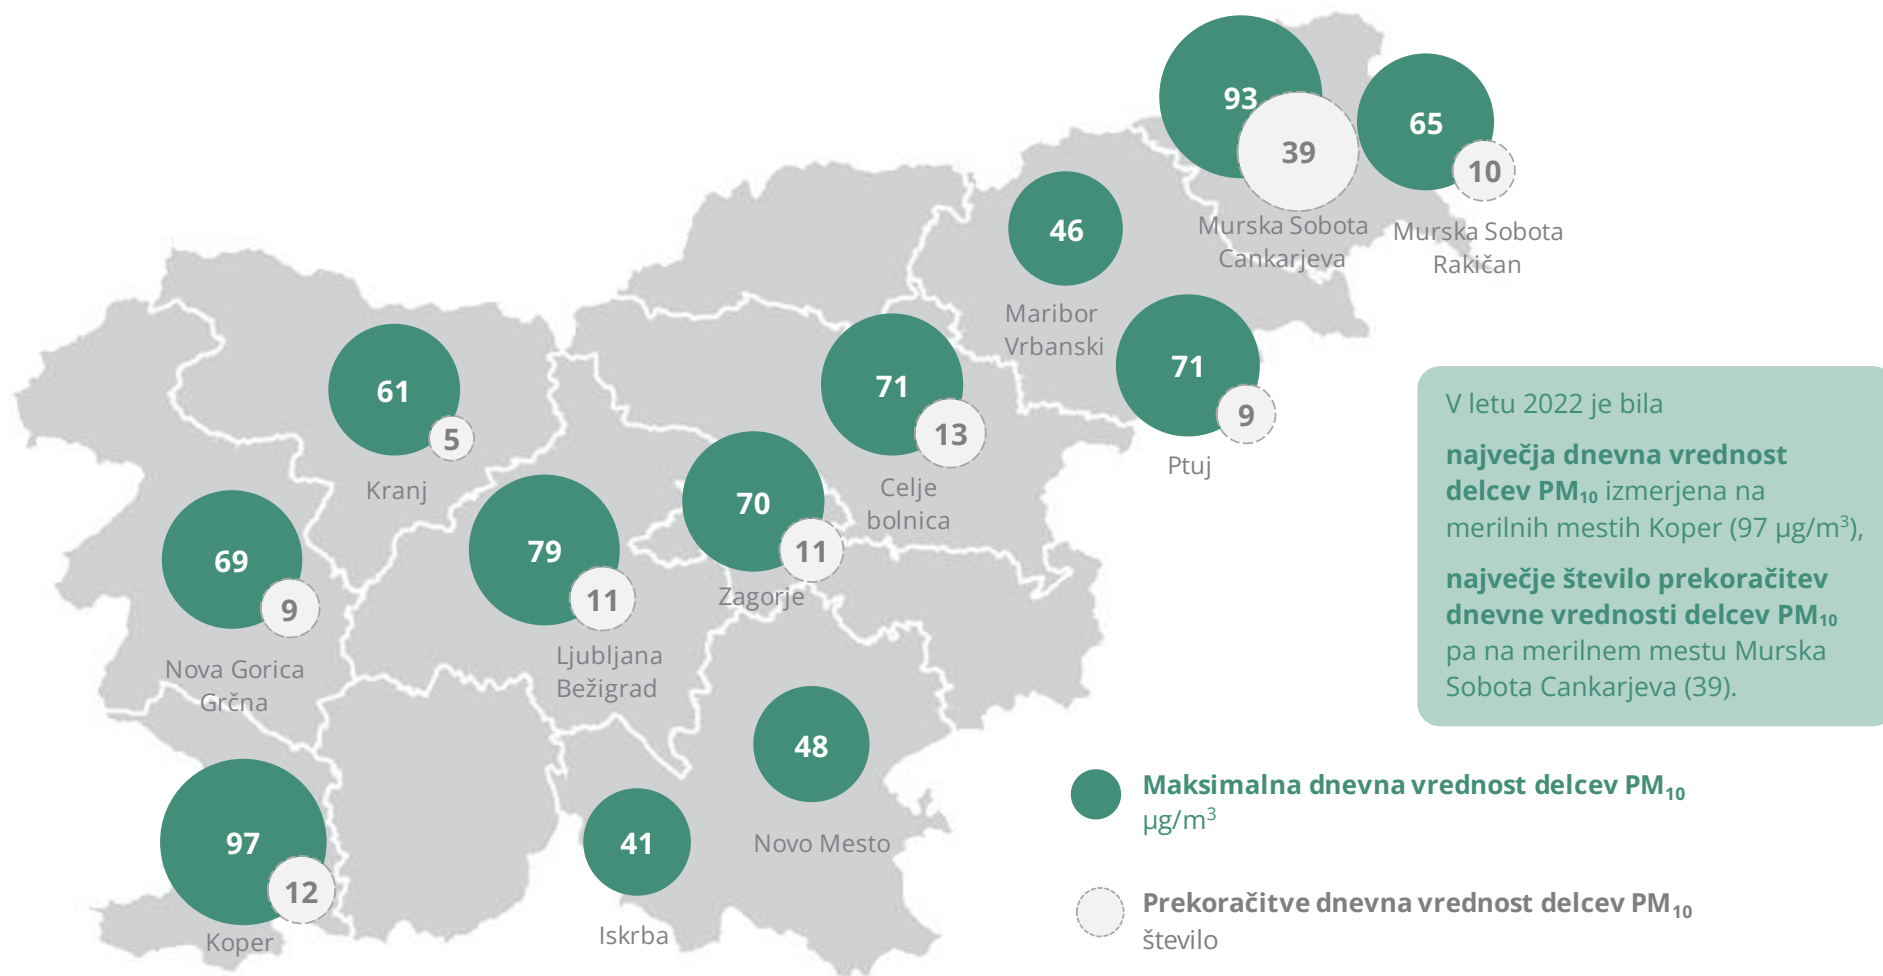 93
39
Murska Sobota
Cankarjeva
65
10
Murska Sobota
Rakičan
46
Maribor
Vrbanski
71
9
Ptuj
61
5
Kranj
71
13
Celje
bolnica
70
11
Zagorje
79
11
Ljubljana
Bežigrad
69
9
Nova Gorica
Grčna
48
Novo Mesto
41
Iskrba
97
12
Koper
V letu 2022 je bila
največja dnevna vrednost
delcev PM₁₀ izmerjena na
merilnih mestih Koper (97 µg/m³),
največje število prekoračitev
dnevne vrednosti delcev PM₁₀
pa na merilnem mestu Murska
Sobota Cankarjeva (39).
Maksimalna dnevna vrednost delcev PM₁₀
µg/m³
Prekoračitve dnevna vrednost delcev PM₁₀
število